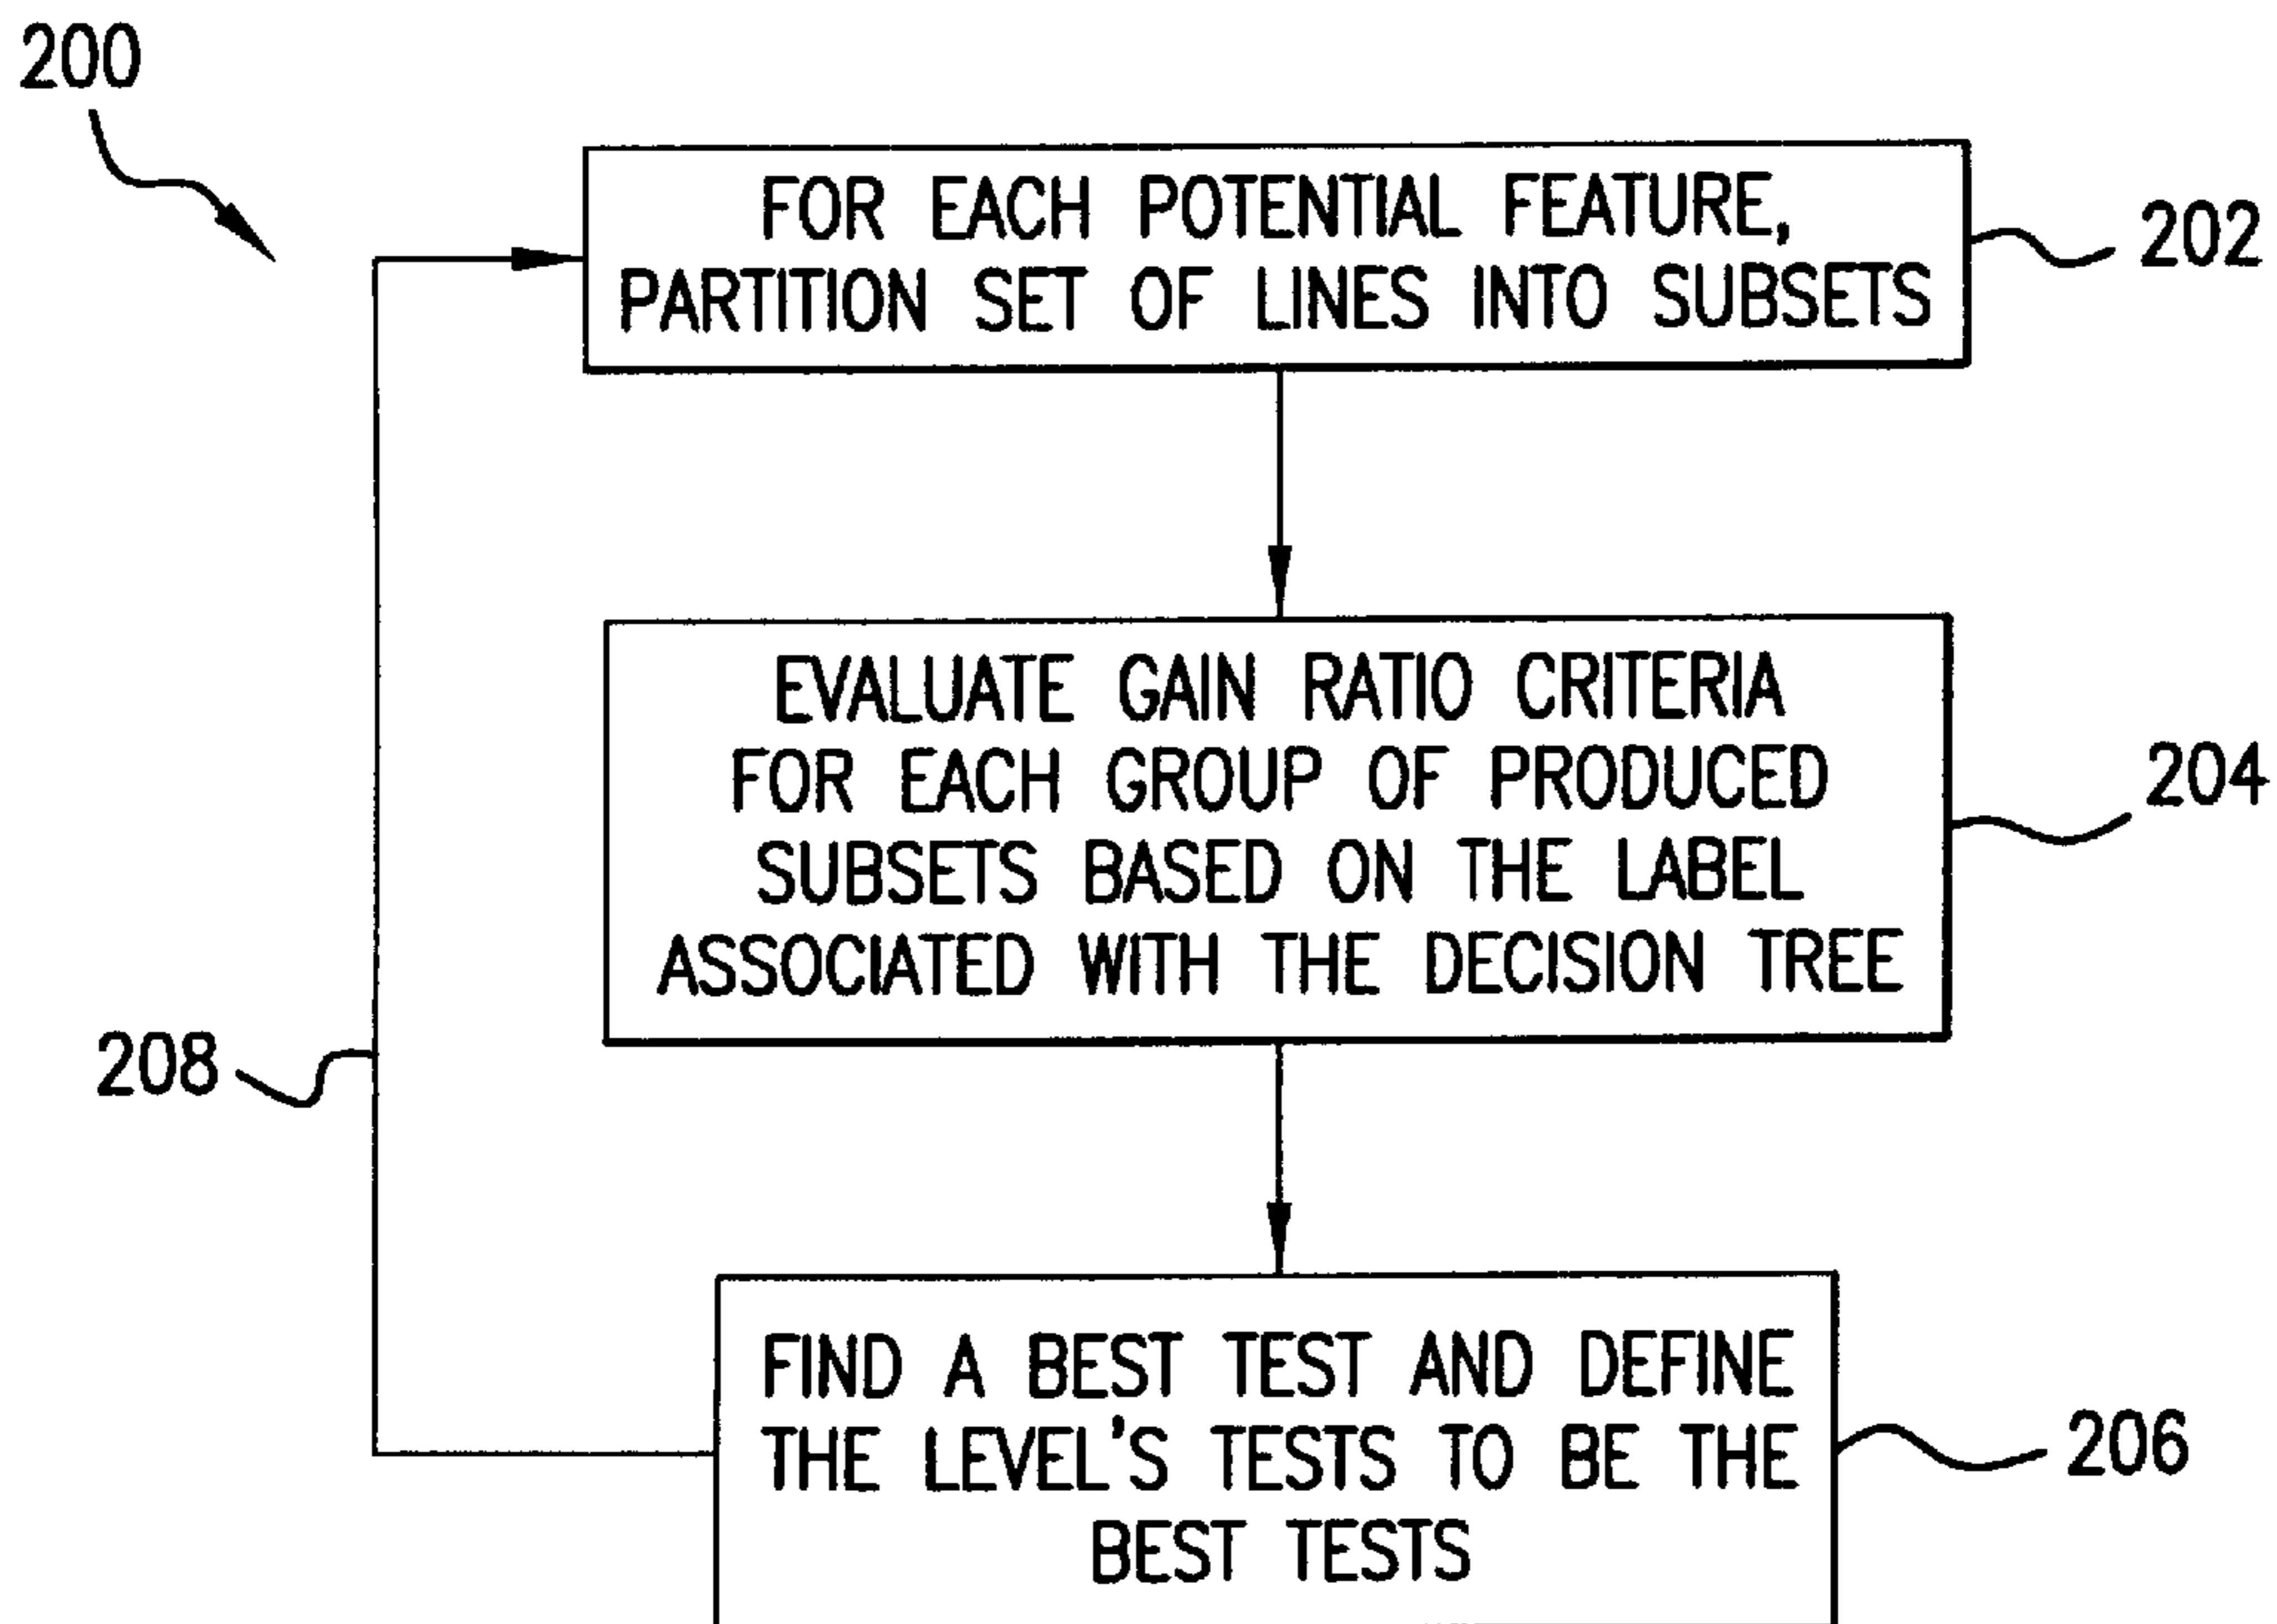 200
FOR EACH POTENTIAL FEATURE,
PARTITION SET OF LINES INTO SUBSETS
202
EVALUATE GAIN RATIO CRITERIA
FOR EACH GROUP OF PRODUCED
SUBSETS BASED ON THE LABEL
ASSOCIATED WITH THE DECISION TREE
204
208
FIND A BEST TEST AND DEFINE
THE LEVEL'S TESTS TO BE THE
BEST TESTS
206